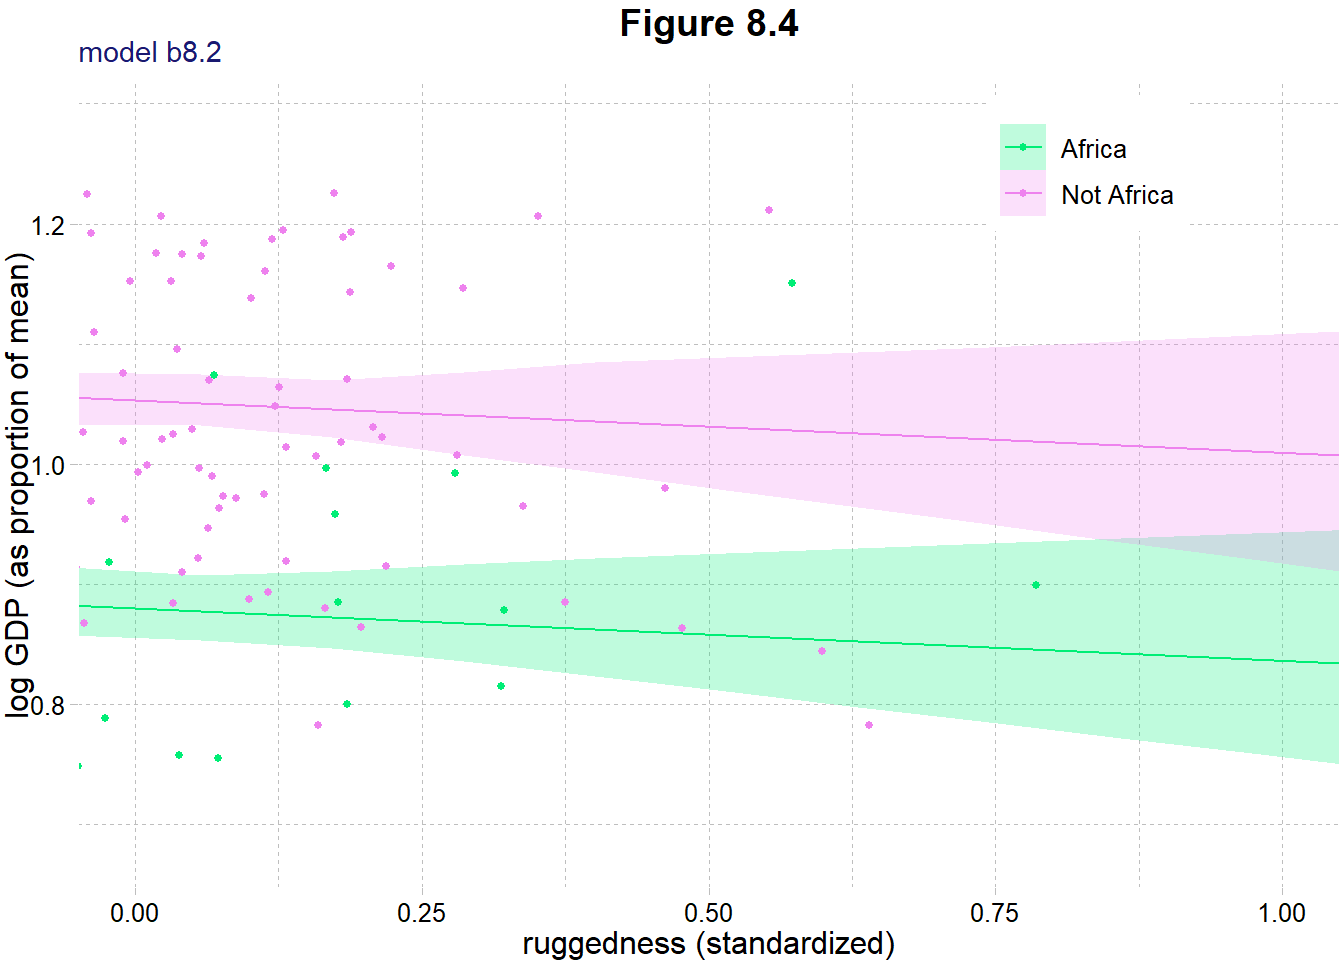 Figure 8.4
model b8.2
Africa
Not Africa
log GDP (as proportion of mean)
1.2
1.0
0.8
0.00 0.25 0.50 0.75 1.00
ruggedness (standardized)